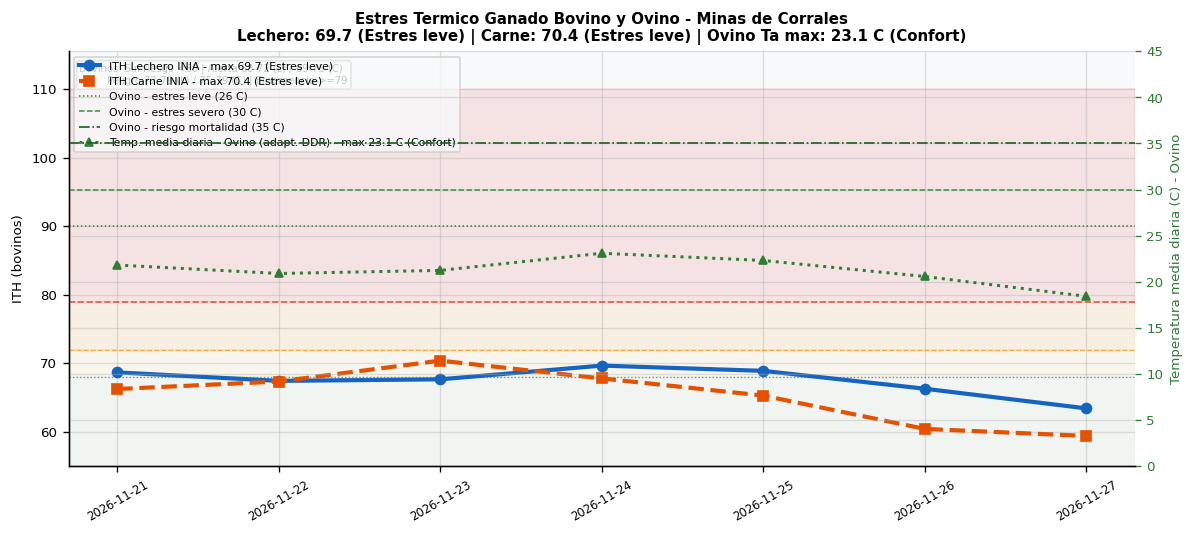 Estres Termico Ganado Bovino y Ovino - Minas de Corrales
Lechero: 69.7 (Estres leve) | Carne: 70.4 (Estres leve) | Ovino Ta max: 23.1 C (Confort)
ITH Lechero INIA - max 69.7 (Estres leve)
ITH Carne INIA - max 70.4 (Estres leve)
Ovino - estres leve (26 C)
Ovino - estres severo (30 C)
Ovino - riesgo mortalidad (35 C)
Temp. media diaria - Ovino (adapt. DDR) - max 23.1 C (Confort)
ITH (bovinos)
110
100
90
80
70
60
Temperatura media diaria (C) - Ovino
45
40
35
30
25
20
15
10
5
0
2026-11-21
2026-11-22
2026-11-23
2026-11-24
2026-11-25
2026-11-26
2026-11-27